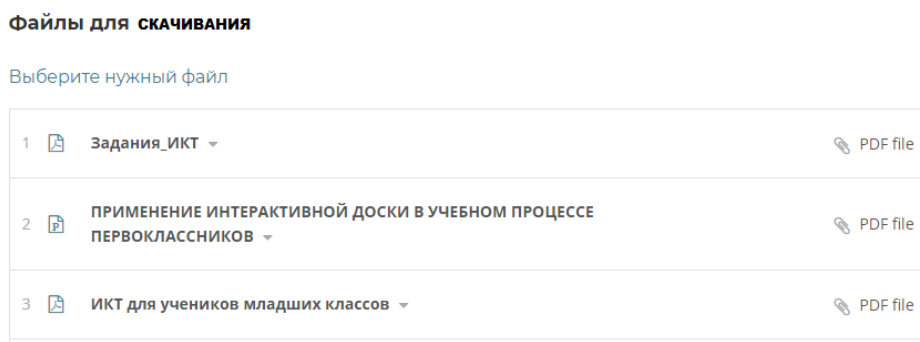 Файлы для СКАЧИВАНИЯ
Выберите нужный файл
1 Задания_ИКТ PDF file
2 ПРИМЕНЕНИЕ ИНТЕРАКТИВНОЙ ДОСКИ В УЧЕБНОМ ПРОЦЕССЕ
ПЕРВОКЛАССНИКОВ PDF file
3 ИКТ для учеников младших классов PDF file